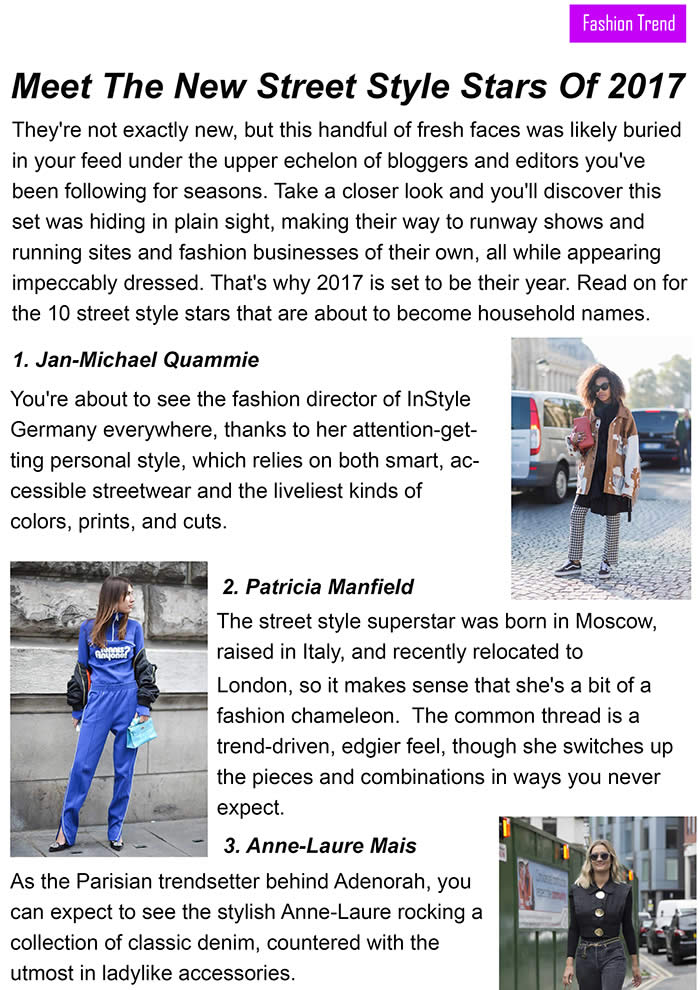 Fashion Trend
Meet The New Street Style Stars Of 2017
They're not exactly new, but this handful of fresh faces was likely buried
in your feed under the upper echelon of bloggers and editors you've
been following for seasons. Take a closer look and you'll discover this
set was hiding in plain sight, making their way to runway shows and
running sites and fashion businesses of their own, all while appearing
impeccably dressed. That's why 2017 is set to be their year. Read on for
the 10 street style stars that are about to become household names.
1. Jan-Michael Quammie
You're about to see the fashion director of InStyle
Germany everywhere, thanks to her attention-get-
ting personal style, which relies on both smart, ac-
cessible streetwear and the liveliest kinds of
colors, prints, and cuts.
2. Patricia Manfield
The street style superstar was born in Moscow,
raised in Italy, and recently relocated to
London, so it makes sense that she's a bit of a
fashion chameleon. The common thread is a
trend-driven, edgier feel, though she switches up
the pieces and combinations in ways you never
expect.
tennis?
Anyone?
3. Anne-Laure Mais
As the Parisian trendsetter behind Adenorah, you
can expect to see the stylish Anne-Laure rocking a
collection of classic denim, countered with the
utmost in ladylike accessories.